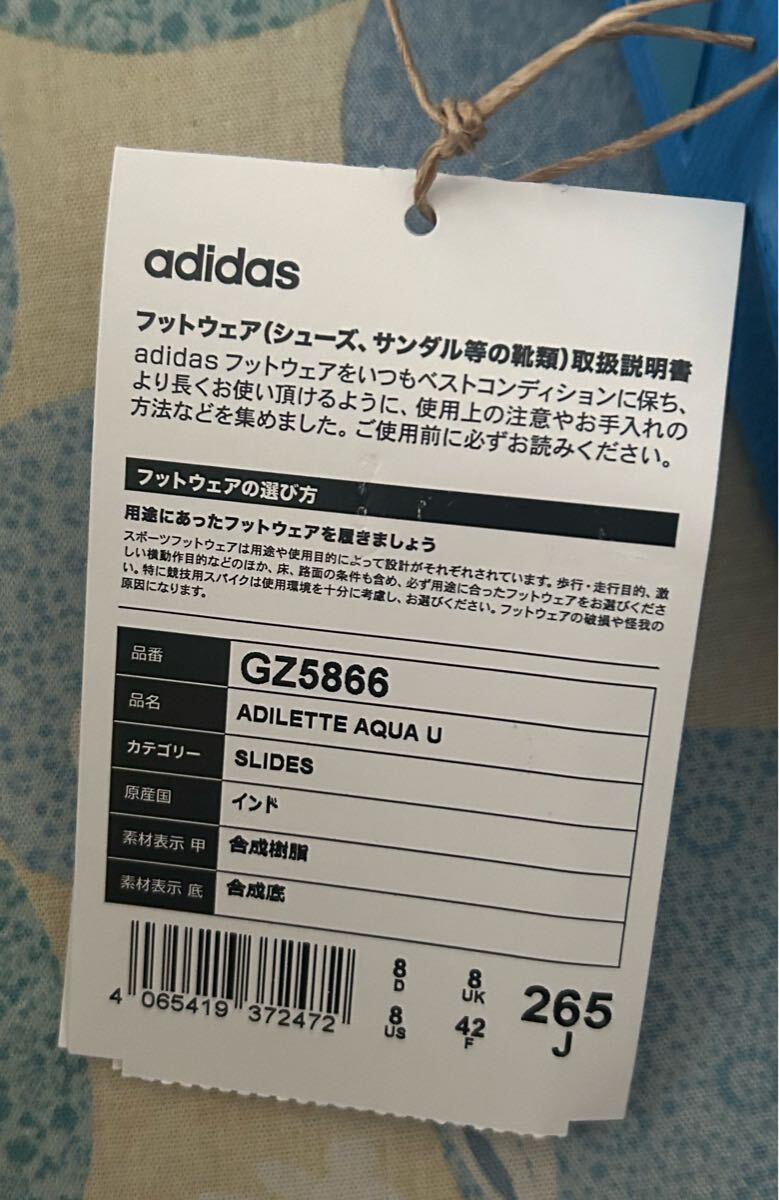 adidas
フットウェア(シューズ、サンダル等の靴類)取扱説明書
adidas フットウェアをいつもベストコンディションに保ち、
より長くお使い頂けるように、使用上の注意やお手入れの
方法などを集めました。ご使用前に必ずお読みください。
フットウェアの選び方
用途にあったフットウェアを履きましょう
スポーツフットウェアは用途や使用目的によって設計がそれぞれされています。歩行・走行目的、激
しい横動作目的などのほか、床、路面の条件も含め、必ず用途に合ったフットウェアをお選びくださ
い。特に競技用スパイクは使用環境を十分に考慮し、お選びください。フットウェアの破損や怪我の
原因になります。
品番 GZ5866
品名 ADILETTE AQUA U
カテゴリー SLIDES
原産国 インド
素材表示 甲 合成樹脂
素材表示 底 合成底
4 065419 372472
8 D 8 UK 265 J
8 US 42 F